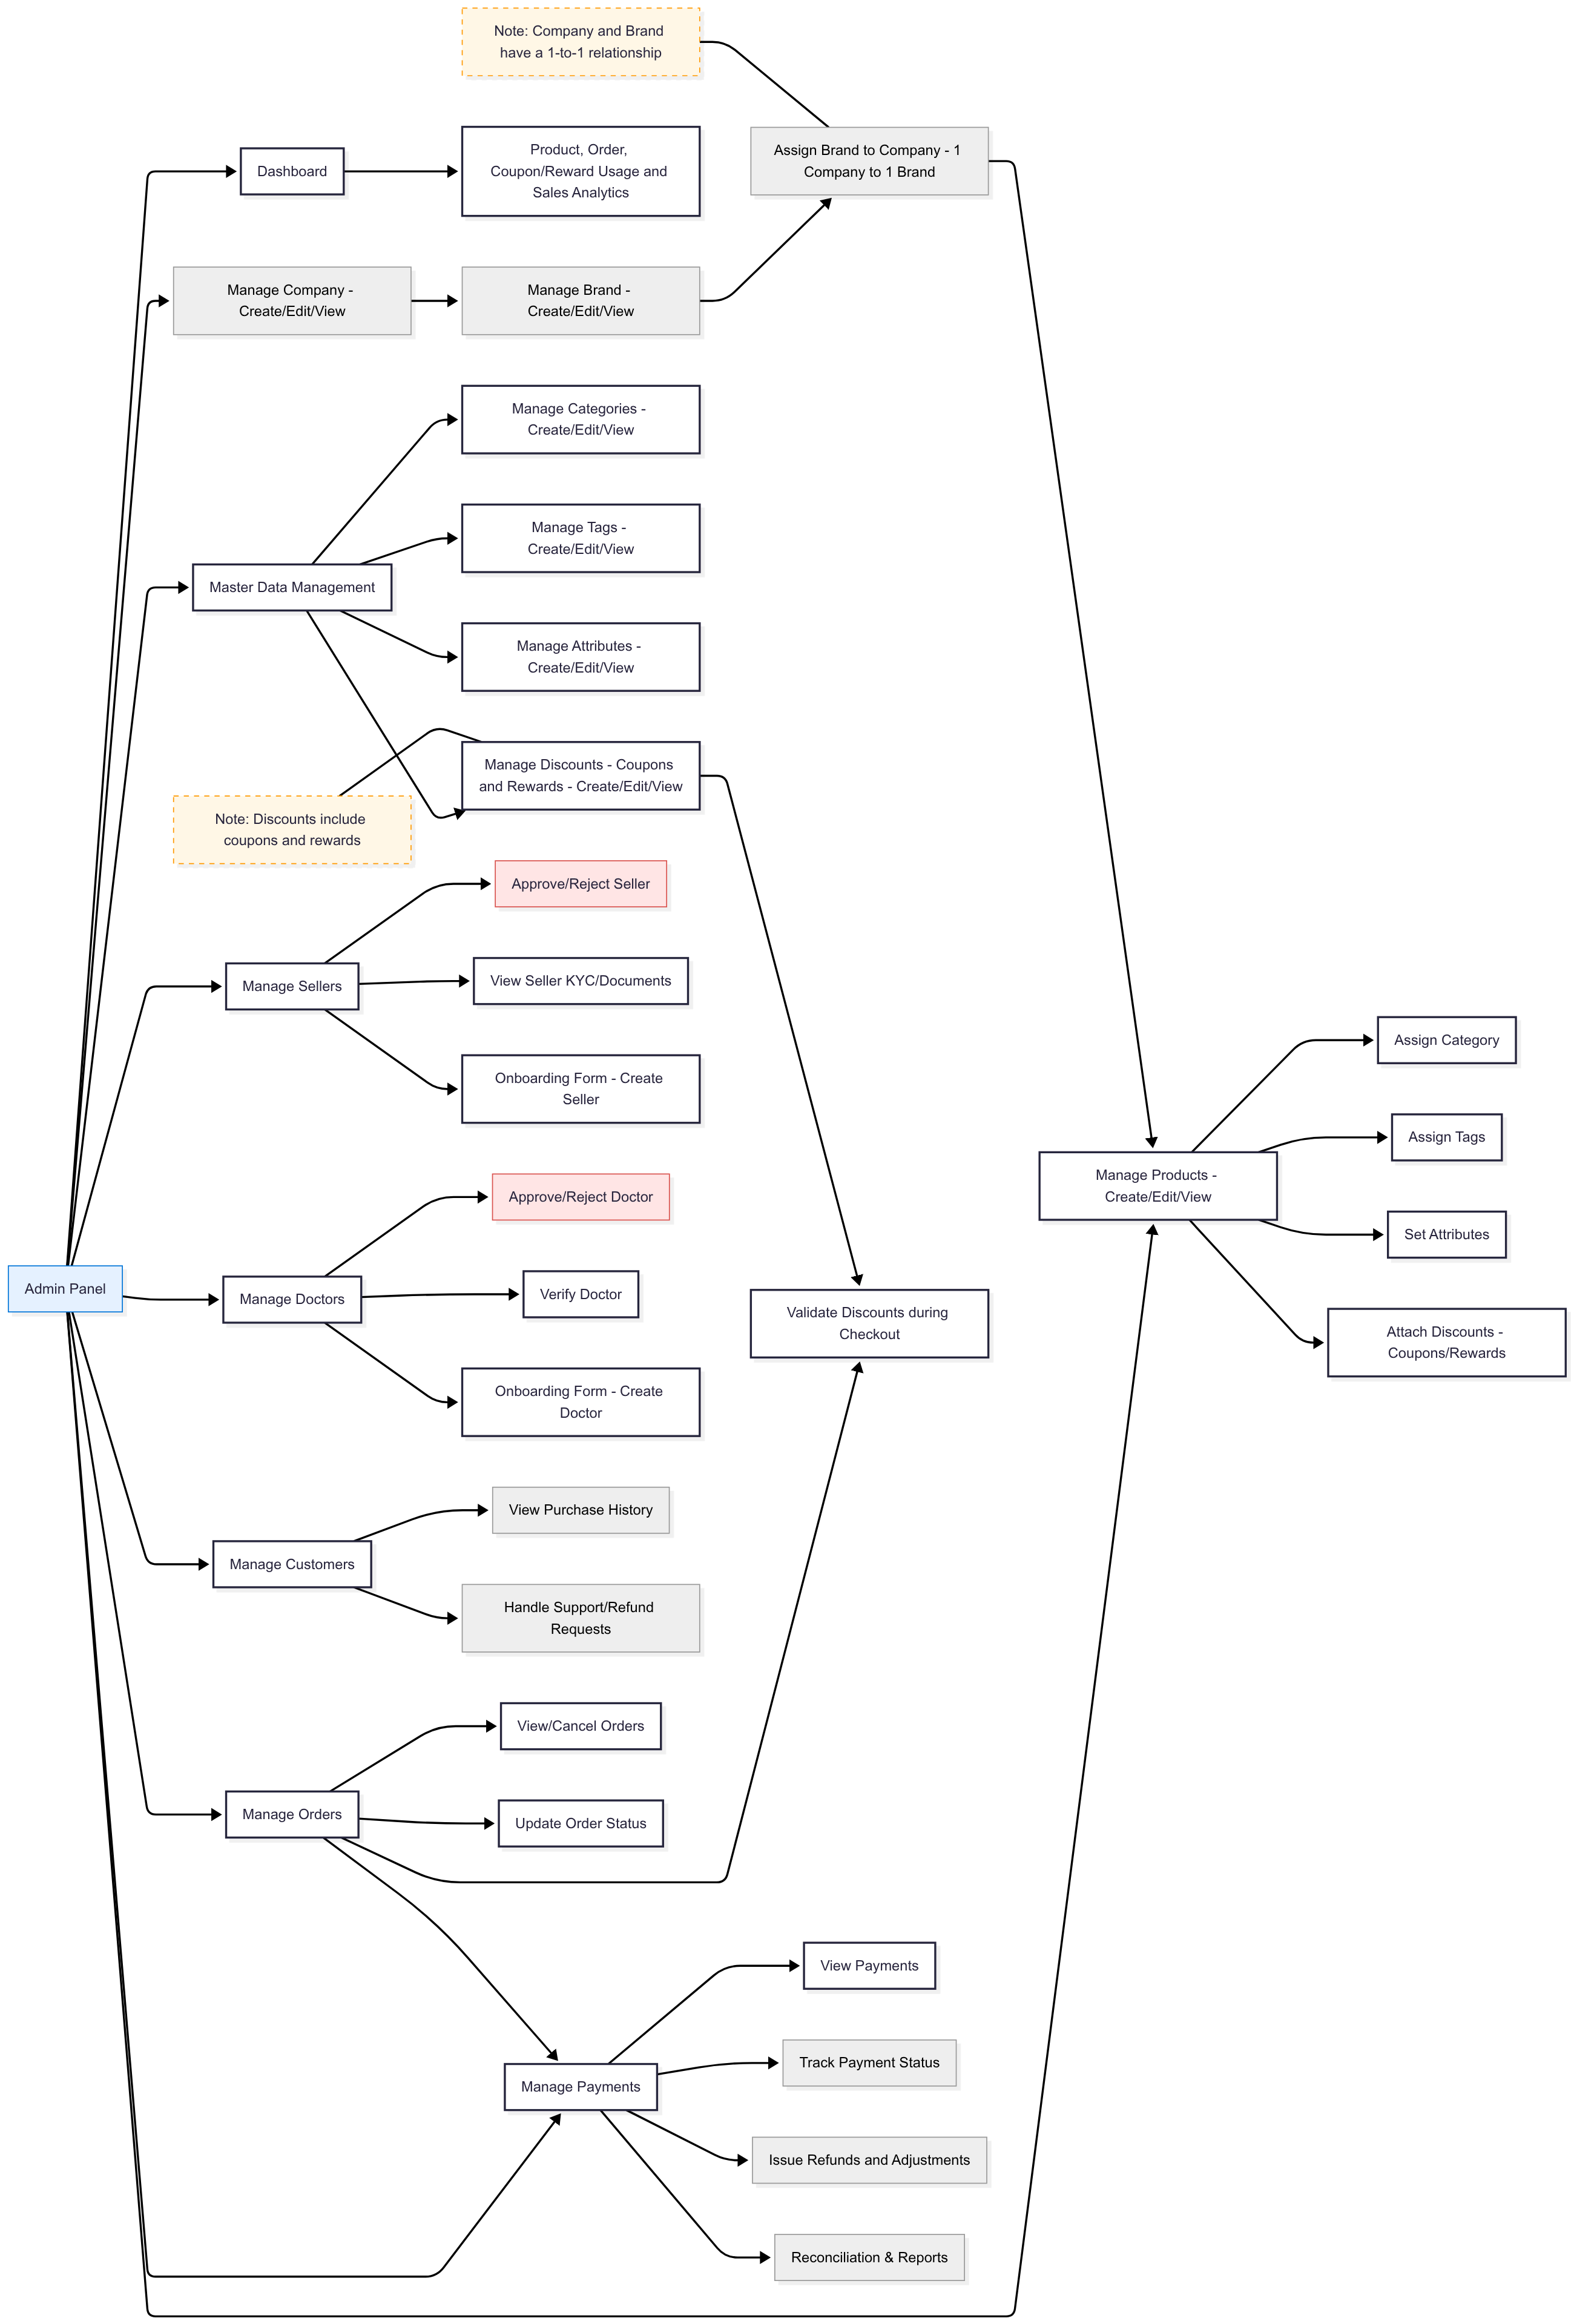 Note: Company and Brand
have a 1-to-1 relationship
Dashboard
Product, Order,
Coupon/Reward Usage and
Sales Analytics
Assign Brand to Company - 1
Company to 1 Brand
Manage Company -
Create/Edit/View
Manage Brand -
Create/Edit/View
Manage Categories -
Create/Edit/View
Manage Tags -
Create/Edit/View
Master Data Management
Manage Attributes -
Create/Edit/View
Manage Discounts - Coupons
and Rewards - Create/Edit/View
Note: Discounts include
coupons and rewards
Approve/Reject Seller
Manage Sellers
View Seller KYC/Documents
Onboarding Form - Create
Seller
Approve/Reject Doctor
Admin Panel
Manage Doctors
Verify Doctor
Onboarding Form - Create
Doctor
Validate Discounts during
Checkout
Manage Products -
Create/Edit/View
Assign Category
Assign Tags
Set Attributes
Attach Discounts -
Coupons/Rewards
View Purchase History
Manage Customers
Handle Support/Refund
Requests
View/Cancel Orders
Manage Orders
Update Order Status
View Payments
Manage Payments
Track Payment Status
Issue Refunds and Adjustments
Reconciliation & Reports